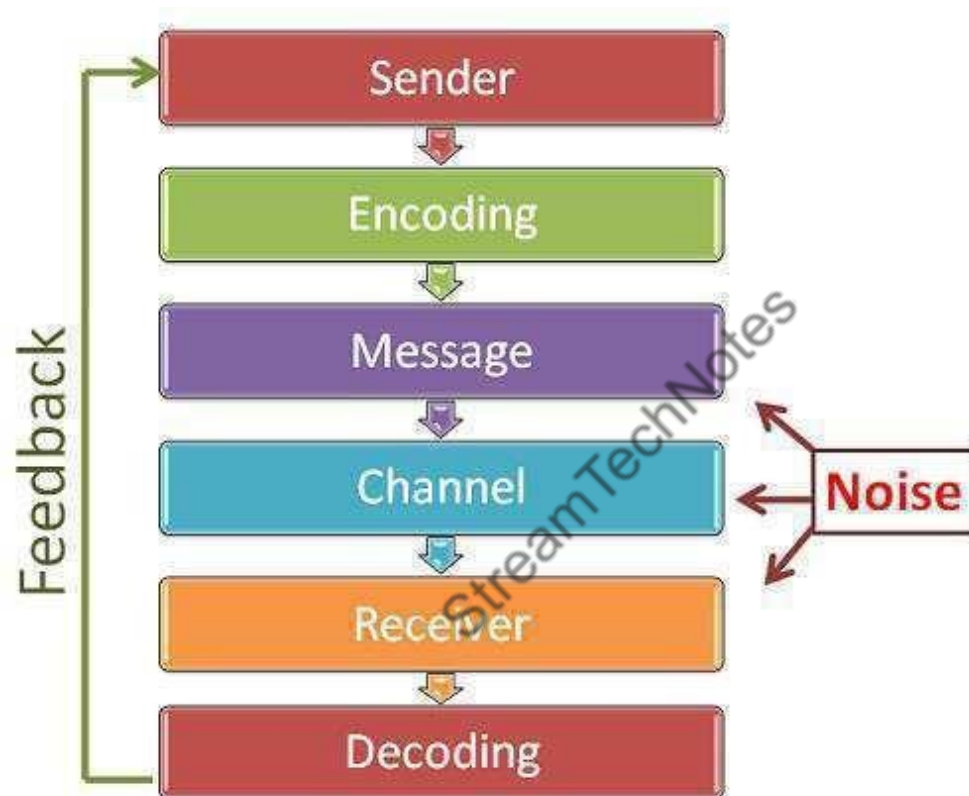 Sender
Encoding
Message
Channel
Receiver
Decoding
Feedback
Noise
StreamTechNotes